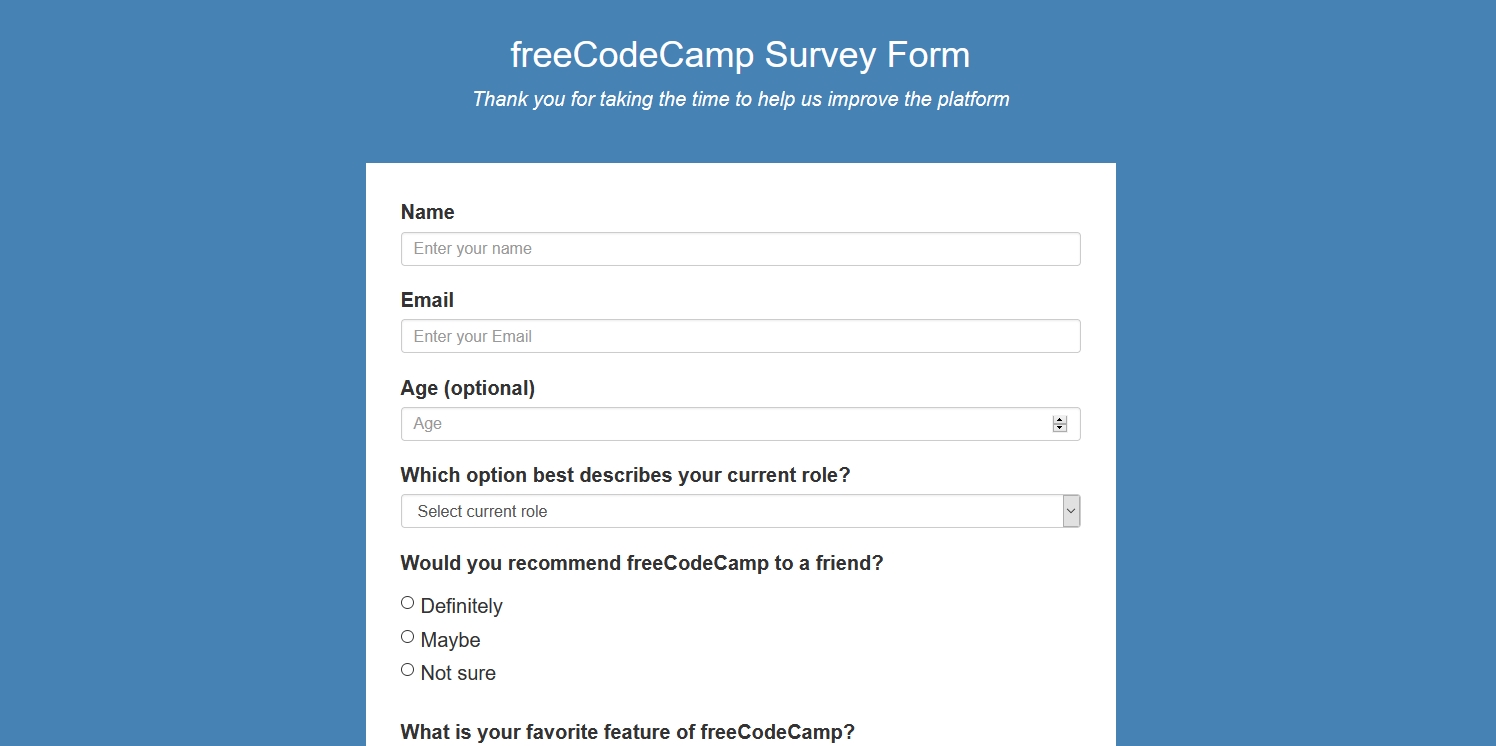 freeCodeCamp Survey Form
Thank you for taking the time to help us improve the platform
Name
Enter your name
Email
Enter your Email
Age (optional)
Age
Which option best describes your current role?
Select current role
Would you recommend freeCodeCamp to a friend?
Definitely
Maybe
Not sure
What is your favorite feature of freeCodeCamp?